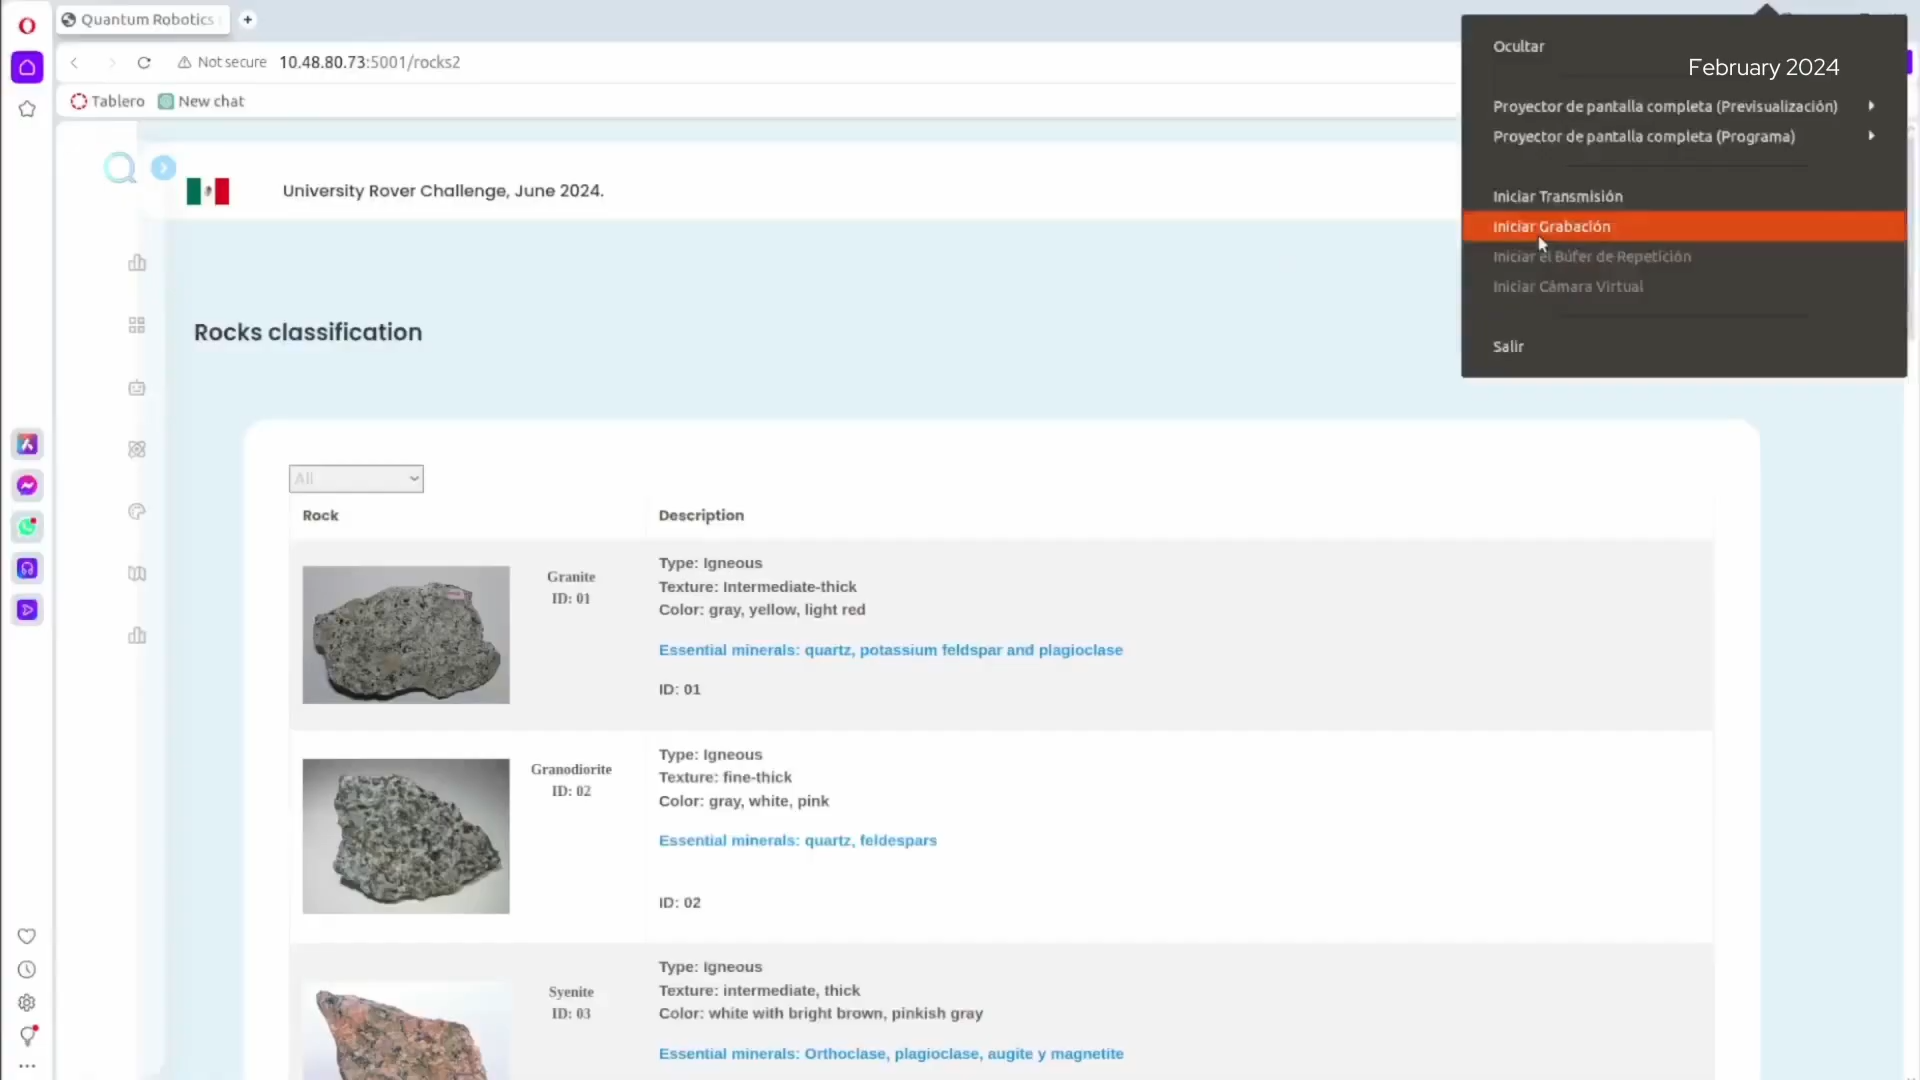 Quantum Robotics
Not secure 10.48.80.73:5001/rocks2
Tablero
New chat
Ocultar
February 2024
Proyector de pantalla completa (Previsualización)
Proyector de pantalla completa (Programa)
Iniciar Transmisión
Iniciar Grabación
Iniciar el Búfer de Repetición
Iniciar Cámara Virtual
Salir
University Rover Challenge, June 2024.
Rocks classification
All
Rock Description
Granite
ID: 01
Type: Igneous
Texture: Intermediate-thick
Color: gray, yellow, light red
Essential minerals: quartz, potassium feldspar and plagioclase
ID: 01
Granodiorite
ID: 02
Type: Igneous
Texture: fine-thick
Color: gray, white, pink
Essential minerals: quartz, feldespars
ID: 02
Syenite
ID: 03
Type: Igneous
Texture: intermediate, thick
Color: white with bright brown, pinkish gray
Essential minerals: Orthoclase, plagioclase, augite y magnetite